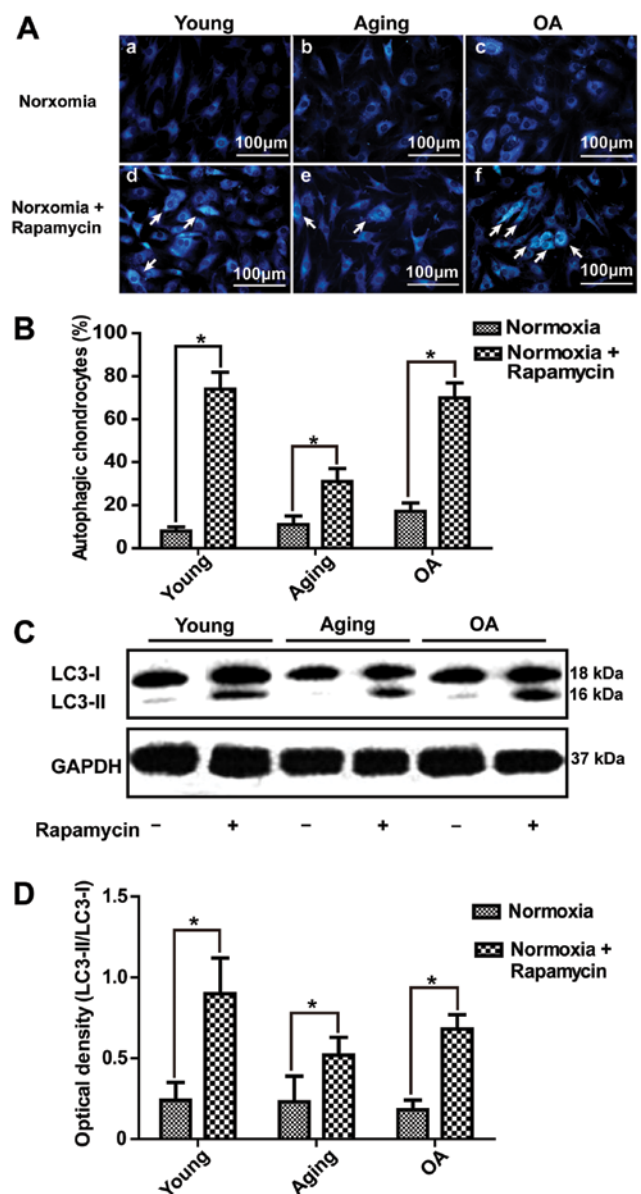 A
Young Aging OA
Norxomia
a b c
100μm 100μm 100μm
Norxomia +
Rapamycin
d e f
100μm 100μm 100μm
B
Autophagic chondrocytes (%)
100
80
60
40
20
0
* * *
Normoxia
Normoxia +
Rapamycin
Young Aging OA
C
Young Aging OA
LC3-I 18 kDa
LC3-II 16 kDa
GAPDH 37 kDa
Rapamycin – + – + – +
D
Optical density (LC3-II/LC3-I)
1.5
1.0
0.5
0
* * *
Normoxia
Normoxia +
Rapamycin
Young Aging OA